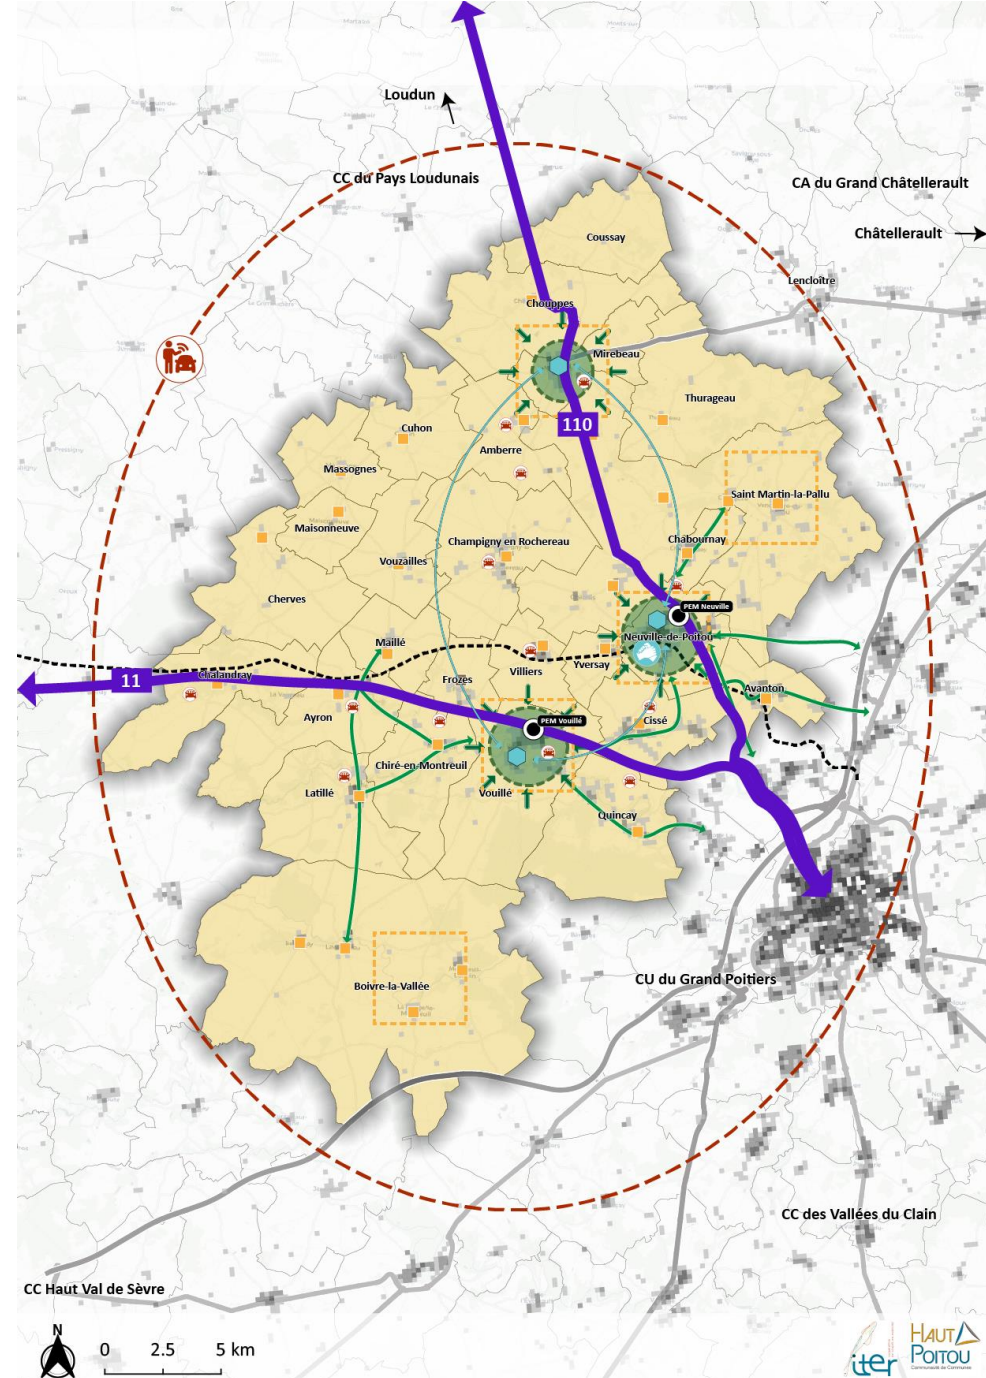 Loudun
CC du Pays Loudunais
CA du Grand Châtellerault
Châtellerault
Coussay
Lencloître
Chouppes
Mirebeau
Thurageau
110
Cuhon
Amberre
Massognes
Saint Martin-la-Pallu
Maisonneuve
Champigny en Rochereau
Chabournay
Vouzailles
Cherves
PEM Neuville
Neuville-de-Poitou
Maillé
Villiers
Yversay
Chalandray
11
Frozes
Avanton
Ayron
PEM Vouillé
Cissé
Chiré-en-Montreuil
Latillé
Vouillé
Quincay
CU du Grand Poitiers
Boivre-la-Vallée
CC des Vallées du Clain
CC Haut Val de Sèvre
N
0 2.5 5 km
iter
HAUT
POITOU
Communauté de Communes